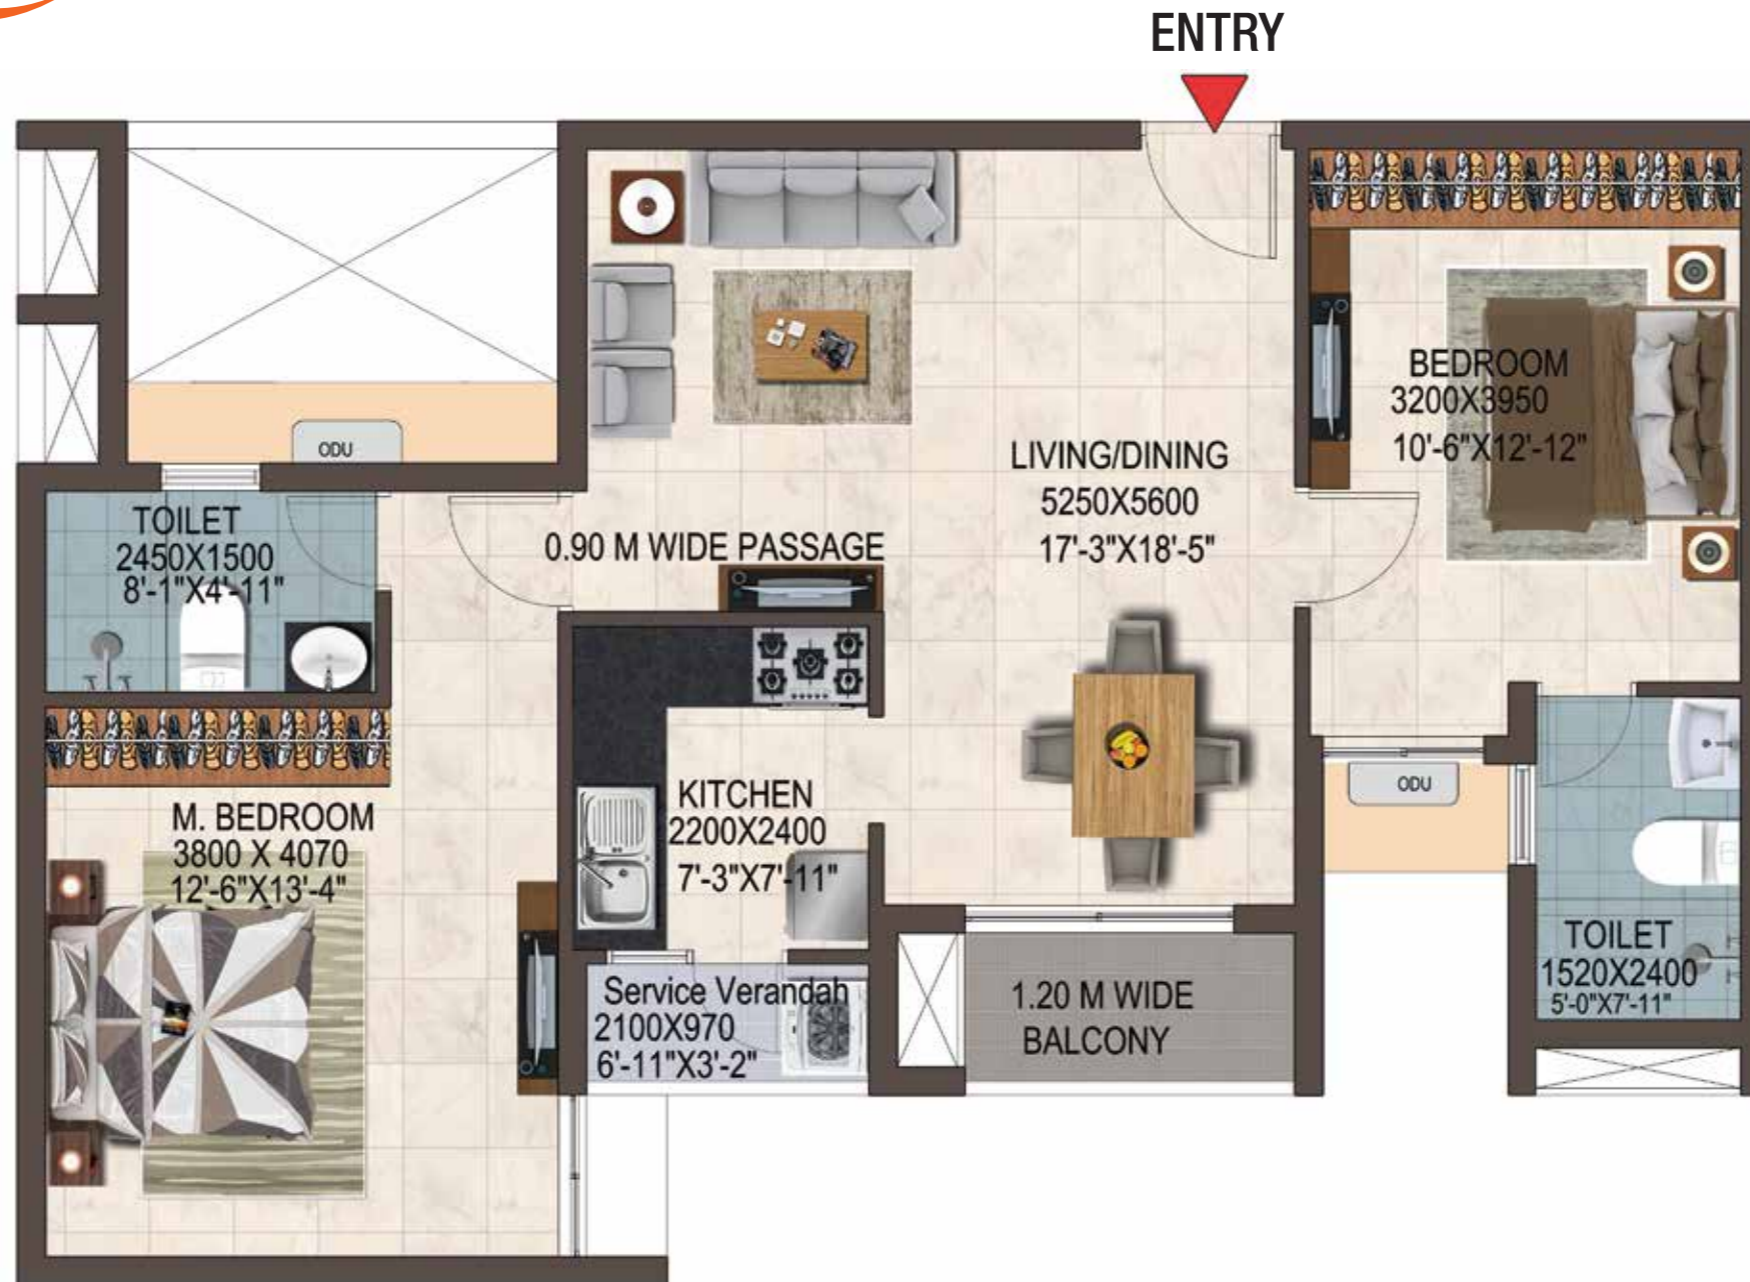 ENTRY
ODU
TOILET
2450X1500
8'-1"X4'-11"
0.90 M WIDE PASSAGE
LIVING/DINING
5250X5600
17'-3"X18'-5"
BEDROOM
3200X3950
10'-6"X12'-12"
M. BEDROOM
3800 X 4070
12'-6"X13'-4"
KITCHEN
2200X2400
7'-3"X7'-11"
ODU
Service Verandah
2100X970
6'-11"X3'-2"
1.20 M WIDE
BALCONY
TOILET
1520X2400
5'-0"X7'-11"